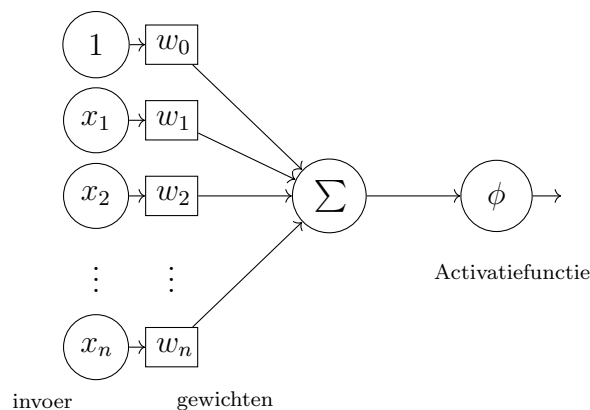 1 w₀
x₁ w₁
x₂ w₂ ∑ ϕ
⋮ ⋮ Activatiefunctie
xₙ wₙ
invoer gewichten